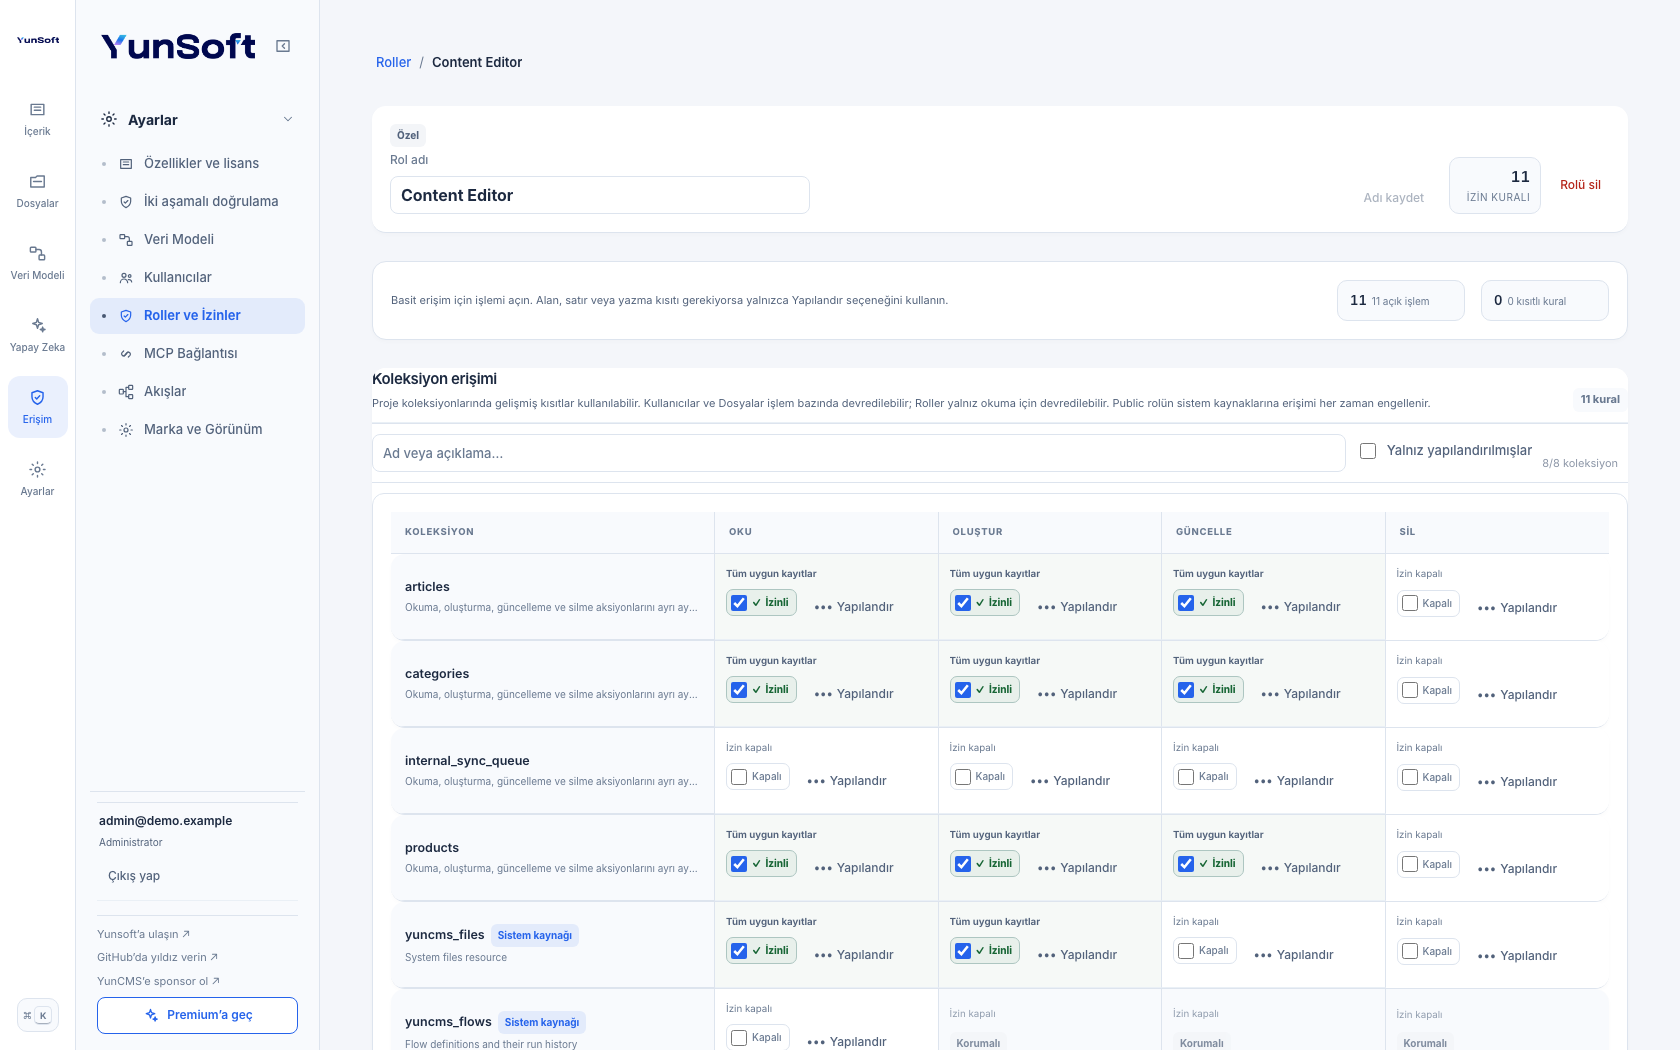 YunSoft
İçerik
Dosyalar
Veri Modeli
Yapay Zeka
Erişim
Ayarlar
⌘ K
YunSoft
Ayarlar
Özellikler ve lisans
İki aşamalı doğrulama
Veri Modeli
Kullanıcılar
Roller ve İzinler
MCP Bağlantısı
Akışlar
Marka ve Görünüm
admin@demo.example
Administrator
Çıkış yap
Yunsoft'a ulaşın ↗
GitHub'da yıldız verin ↗
YunCMS'e sponsor ol ↗
Premium'a geç
Roller / Content Editor
Özel
Rol adı
Content Editor
Adı kaydet
11
İZİN KURALI
Rolü sil
Basit erişim için işlemi açın. Alan, satır veya yazma kısıtı gerekiyorsa yalnızca Yapılandır seçeneğini kullanın.
11 11 açık işlem
0 0 kısıtlı kural
Koleksiyon erişimi
Proje koleksiyonlarında gelişmiş kısıtlar kullanılabilir. Kullanıcılar ve Dosyalar işlem bazında devredilebilir; Roller yalnız okuma için devredilebilir. Public rolün sistem kaynaklarına erişimi her zaman engellenir.
11 kural
Ad veya açıklama...
Yalnız yapılandırılmışlar
8/8 koleksiyon
KOLEKSİYON OKU OLUŞTUR GÜNCELLE SİL
articles
Okuma, oluşturma, güncelleme ve silme aksiyonlarını ayrı ay...
Tüm uygun kayıtlar Tüm uygun kayıtlar Tüm uygun kayıtlar İzin kapalı
✓ İzinli ••• Yapılandır ✓ İzinli ••• Yapılandır ✓ İzinli ••• Yapılandır Kapalı ••• Yapılandır
categories
Okuma, oluşturma, güncelleme ve silme aksiyonlarını ayrı ay...
Tüm uygun kayıtlar Tüm uygun kayıtlar Tüm uygun kayıtlar İzin kapalı
✓ İzinli ••• Yapılandır ✓ İzinli ••• Yapılandır ✓ İzinli ••• Yapılandır Kapalı ••• Yapılandır
internal_sync_queue
Okuma, oluşturma, güncelleme ve silme aksiyonlarını ayrı ay...
İzin kapalı İzin kapalı İzin kapalı İzin kapalı
Kapalı ••• Yapılandır Kapalı ••• Yapılandır Kapalı ••• Yapılandır Kapalı ••• Yapılandır
products
Okuma, oluşturma, güncelleme ve silme aksiyonlarını ayrı ay...
Tüm uygun kayıtlar Tüm uygun kayıtlar Tüm uygun kayıtlar İzin kapalı
✓ İzinli ••• Yapılandır ✓ İzinli ••• Yapılandır ✓ İzinli ••• Yapılandır Kapalı ••• Yapılandır
yuncms_files Sistem kaynağı
System files resource
Tüm uygun kayıtlar Tüm uygun kayıtlar İzin kapalı İzin kapalı
✓ İzinli ••• Yapılandır ✓ İzinli ••• Yapılandır Kapalı ••• Yapılandır Kapalı ••• Yapılandır
yuncms_flows Sistem kaynağı
Flow definitions and their run history
İzin kapalı İzin kapalı İzin kapalı İzin kapalı
Kapalı ••• Yapılandır Korumalı Korumalı Korumalı